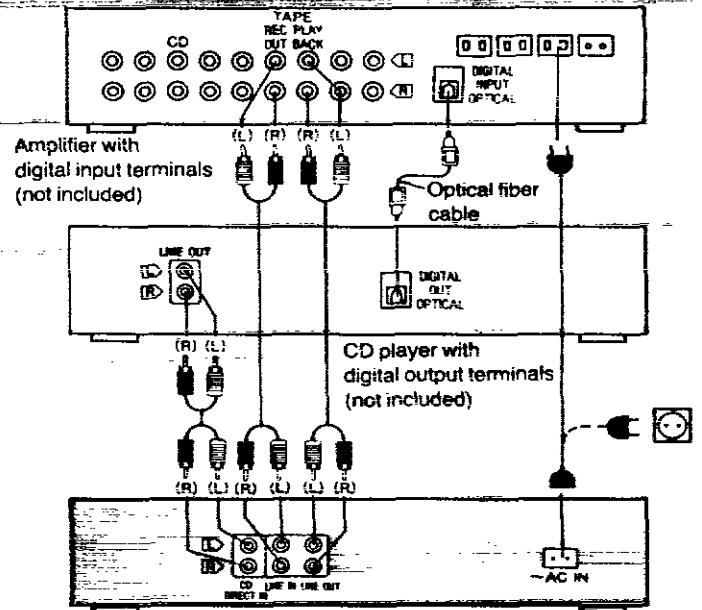 TAPE
REC PLAY
CD OUT BACK
L
R
DIGITAL
INPUT
OPTICAL
(L) (R) (R) (L)
Amplifier with
digital input terminals
(not included)
Optical fiber
cable
LINE OUT
L
R
DIGITAL
OUT
OPTICAL
(R) (L)
CD player with
digital output terminals
(not included)
(R) (L) (R) (L) (L) (R)
L
R
CD LINE IN LINE OUT
DIRECT IN
~AC IN